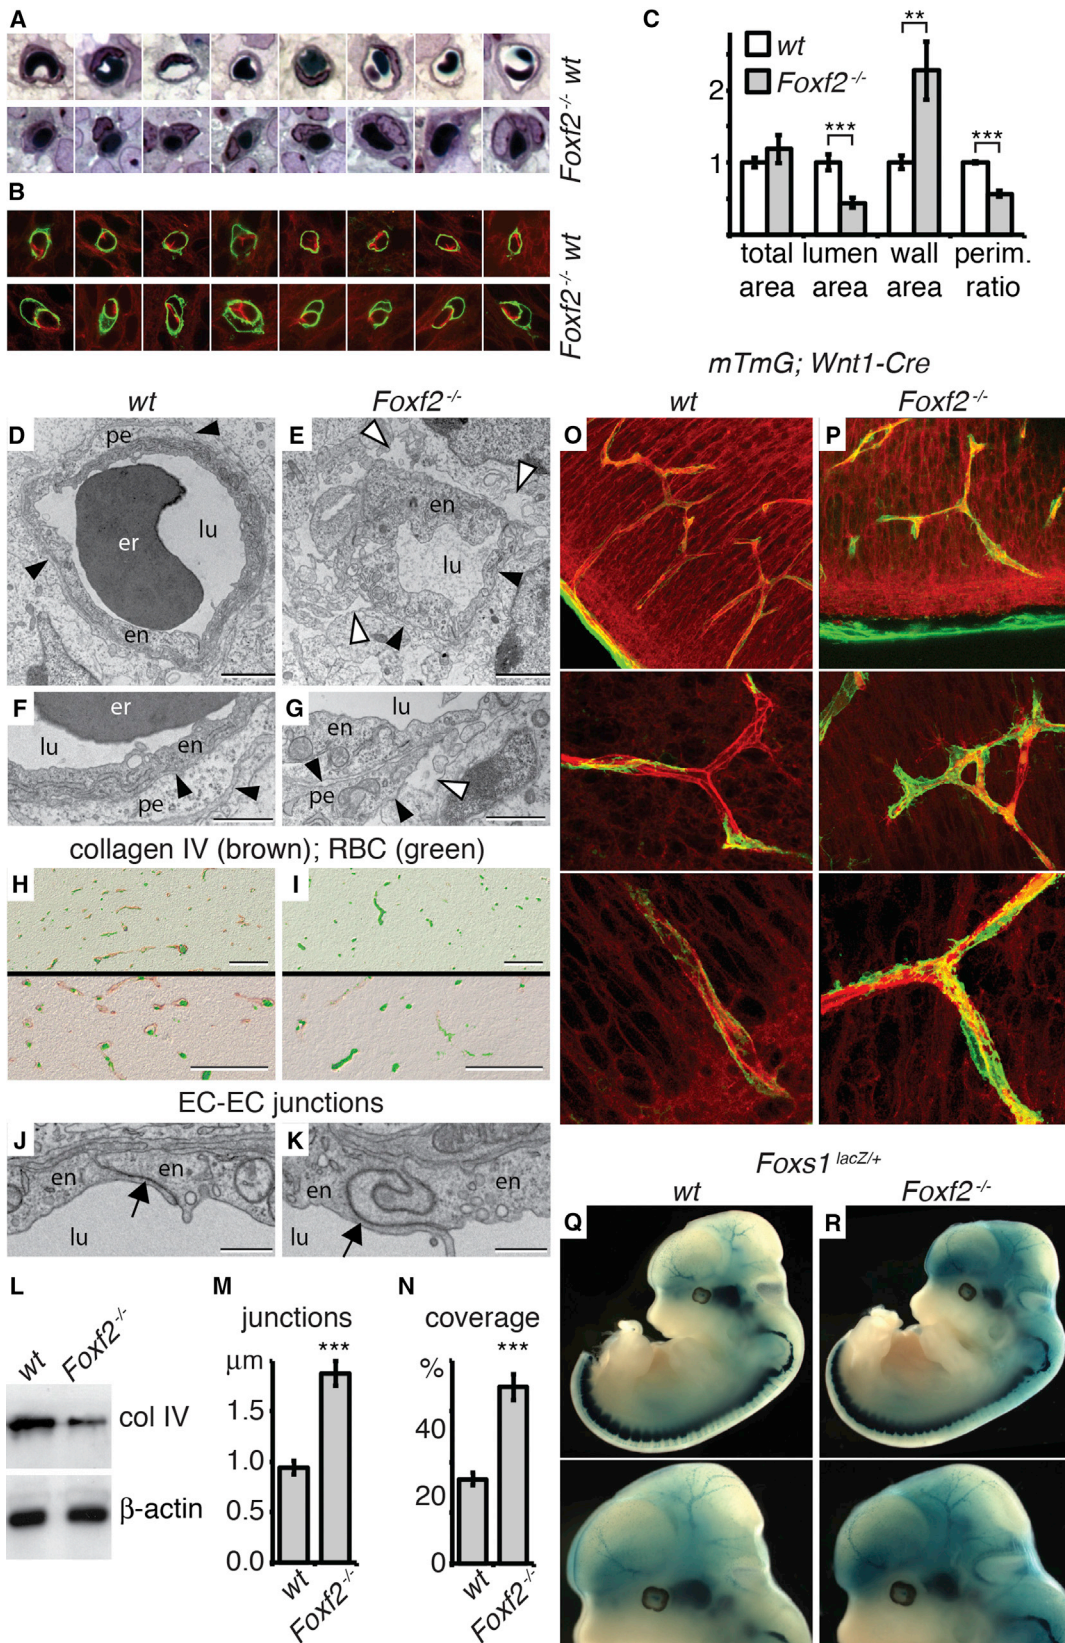 A
wt
Foxf2-/-
B
wt
Foxf2-/-
C
wt
Foxf2-/-
**
***
***
2
1
total area
lumen area
wall area
perim. ratio
wt
Foxf2-/-
D
pe
er
lu
en
E
en
lu
F
er
lu
en
pe
G
lu
en
pe
collagen IV (brown); RBC (green)
H
I
EC-EC junctions
J
en
en
lu
K
en
en
lu
L
wt
Foxf2-/-
col IV
β-actin
M
junctions
μm
***
1.5
1.0
0.5
0.0
wt
Foxf2-/-
N
coverage
%
***
40
20
0
wt
Foxf2-/-
mTmG; Wnt1-Cre
wt
Foxf2-/-
O
P
Foxs1 lacZ/+
wt
Foxf2-/-
Q
R